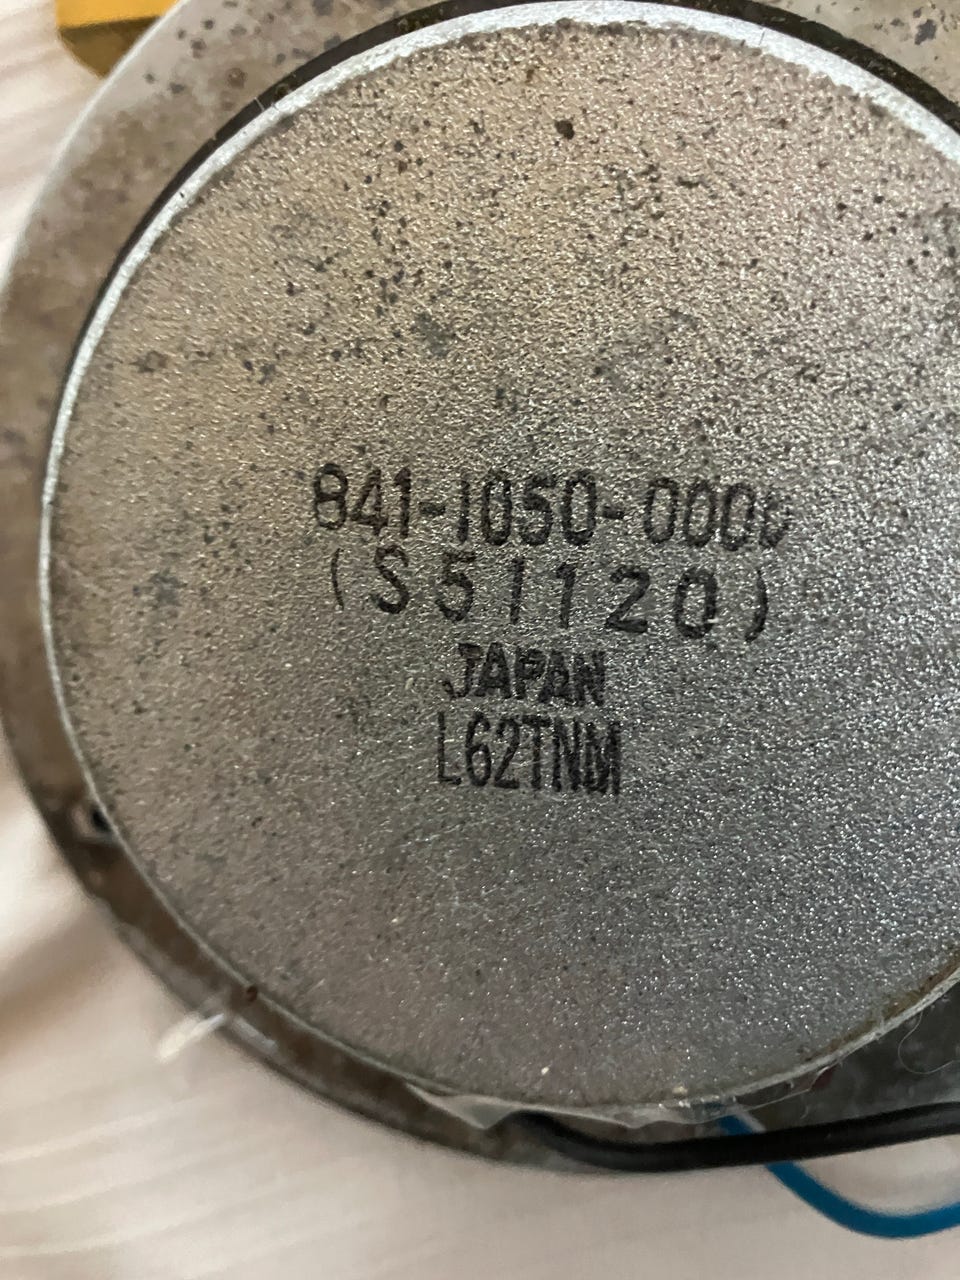 841-1050-0000
(S51120)
JAPAN
L62TNM